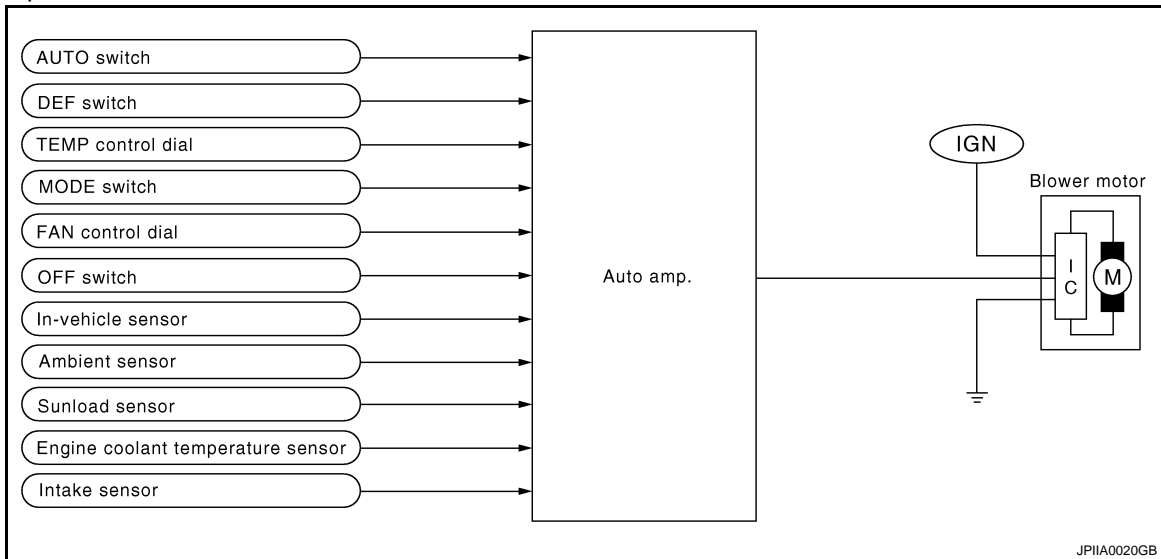 AUTO switch
DEF switch
TEMP control dial
MODE switch
FAN control dial
OFF switch
In-vehicle sensor
Ambient sensor
Sunload sensor
Engine coolant temperature sensor
Intake sensor
Auto amp.
IGN
Blower motor
I
C
M
JPIIA0020GB